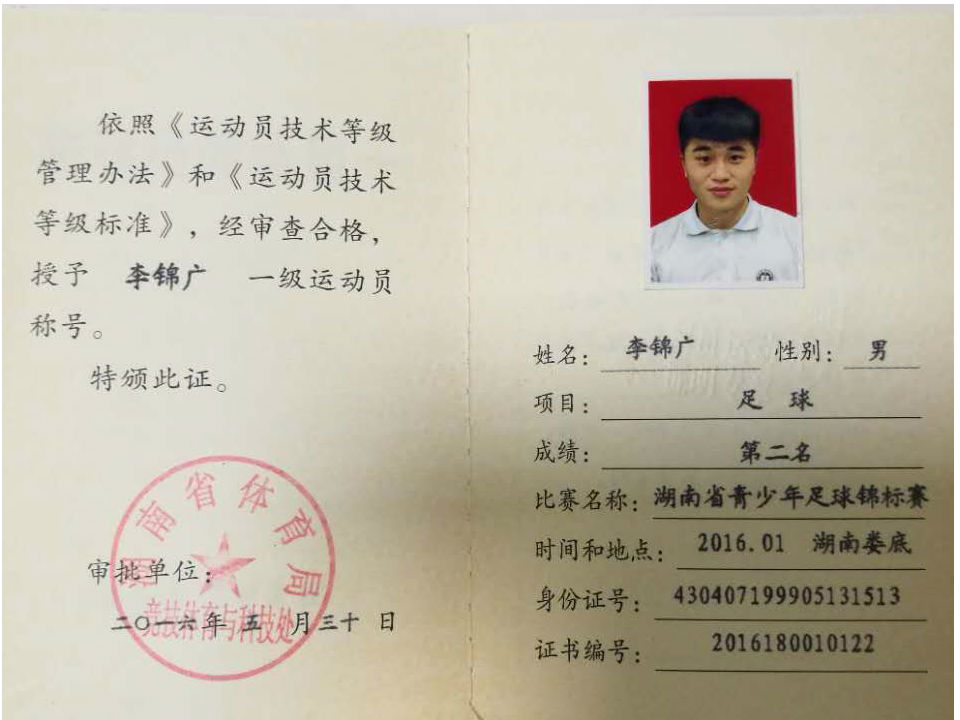 依照《运动员技术等级
管理办法》和《运动员技术
等级标准》，经审查合格，
授予 李锦广 一级运动员
称号。
特颁此证。
湖南省体育局
审批单位：
竞技体育与科技处
二〇一六年 五 月三十 日
姓名： 李锦广 性别： 男
项目： 足 球
成绩： 第二名
比赛名称：湖南省青少年足球锦标赛
时间和地点： 2016.01 湖南娄底
身份证号： 430407199905131513
证书编号： 2016180010122